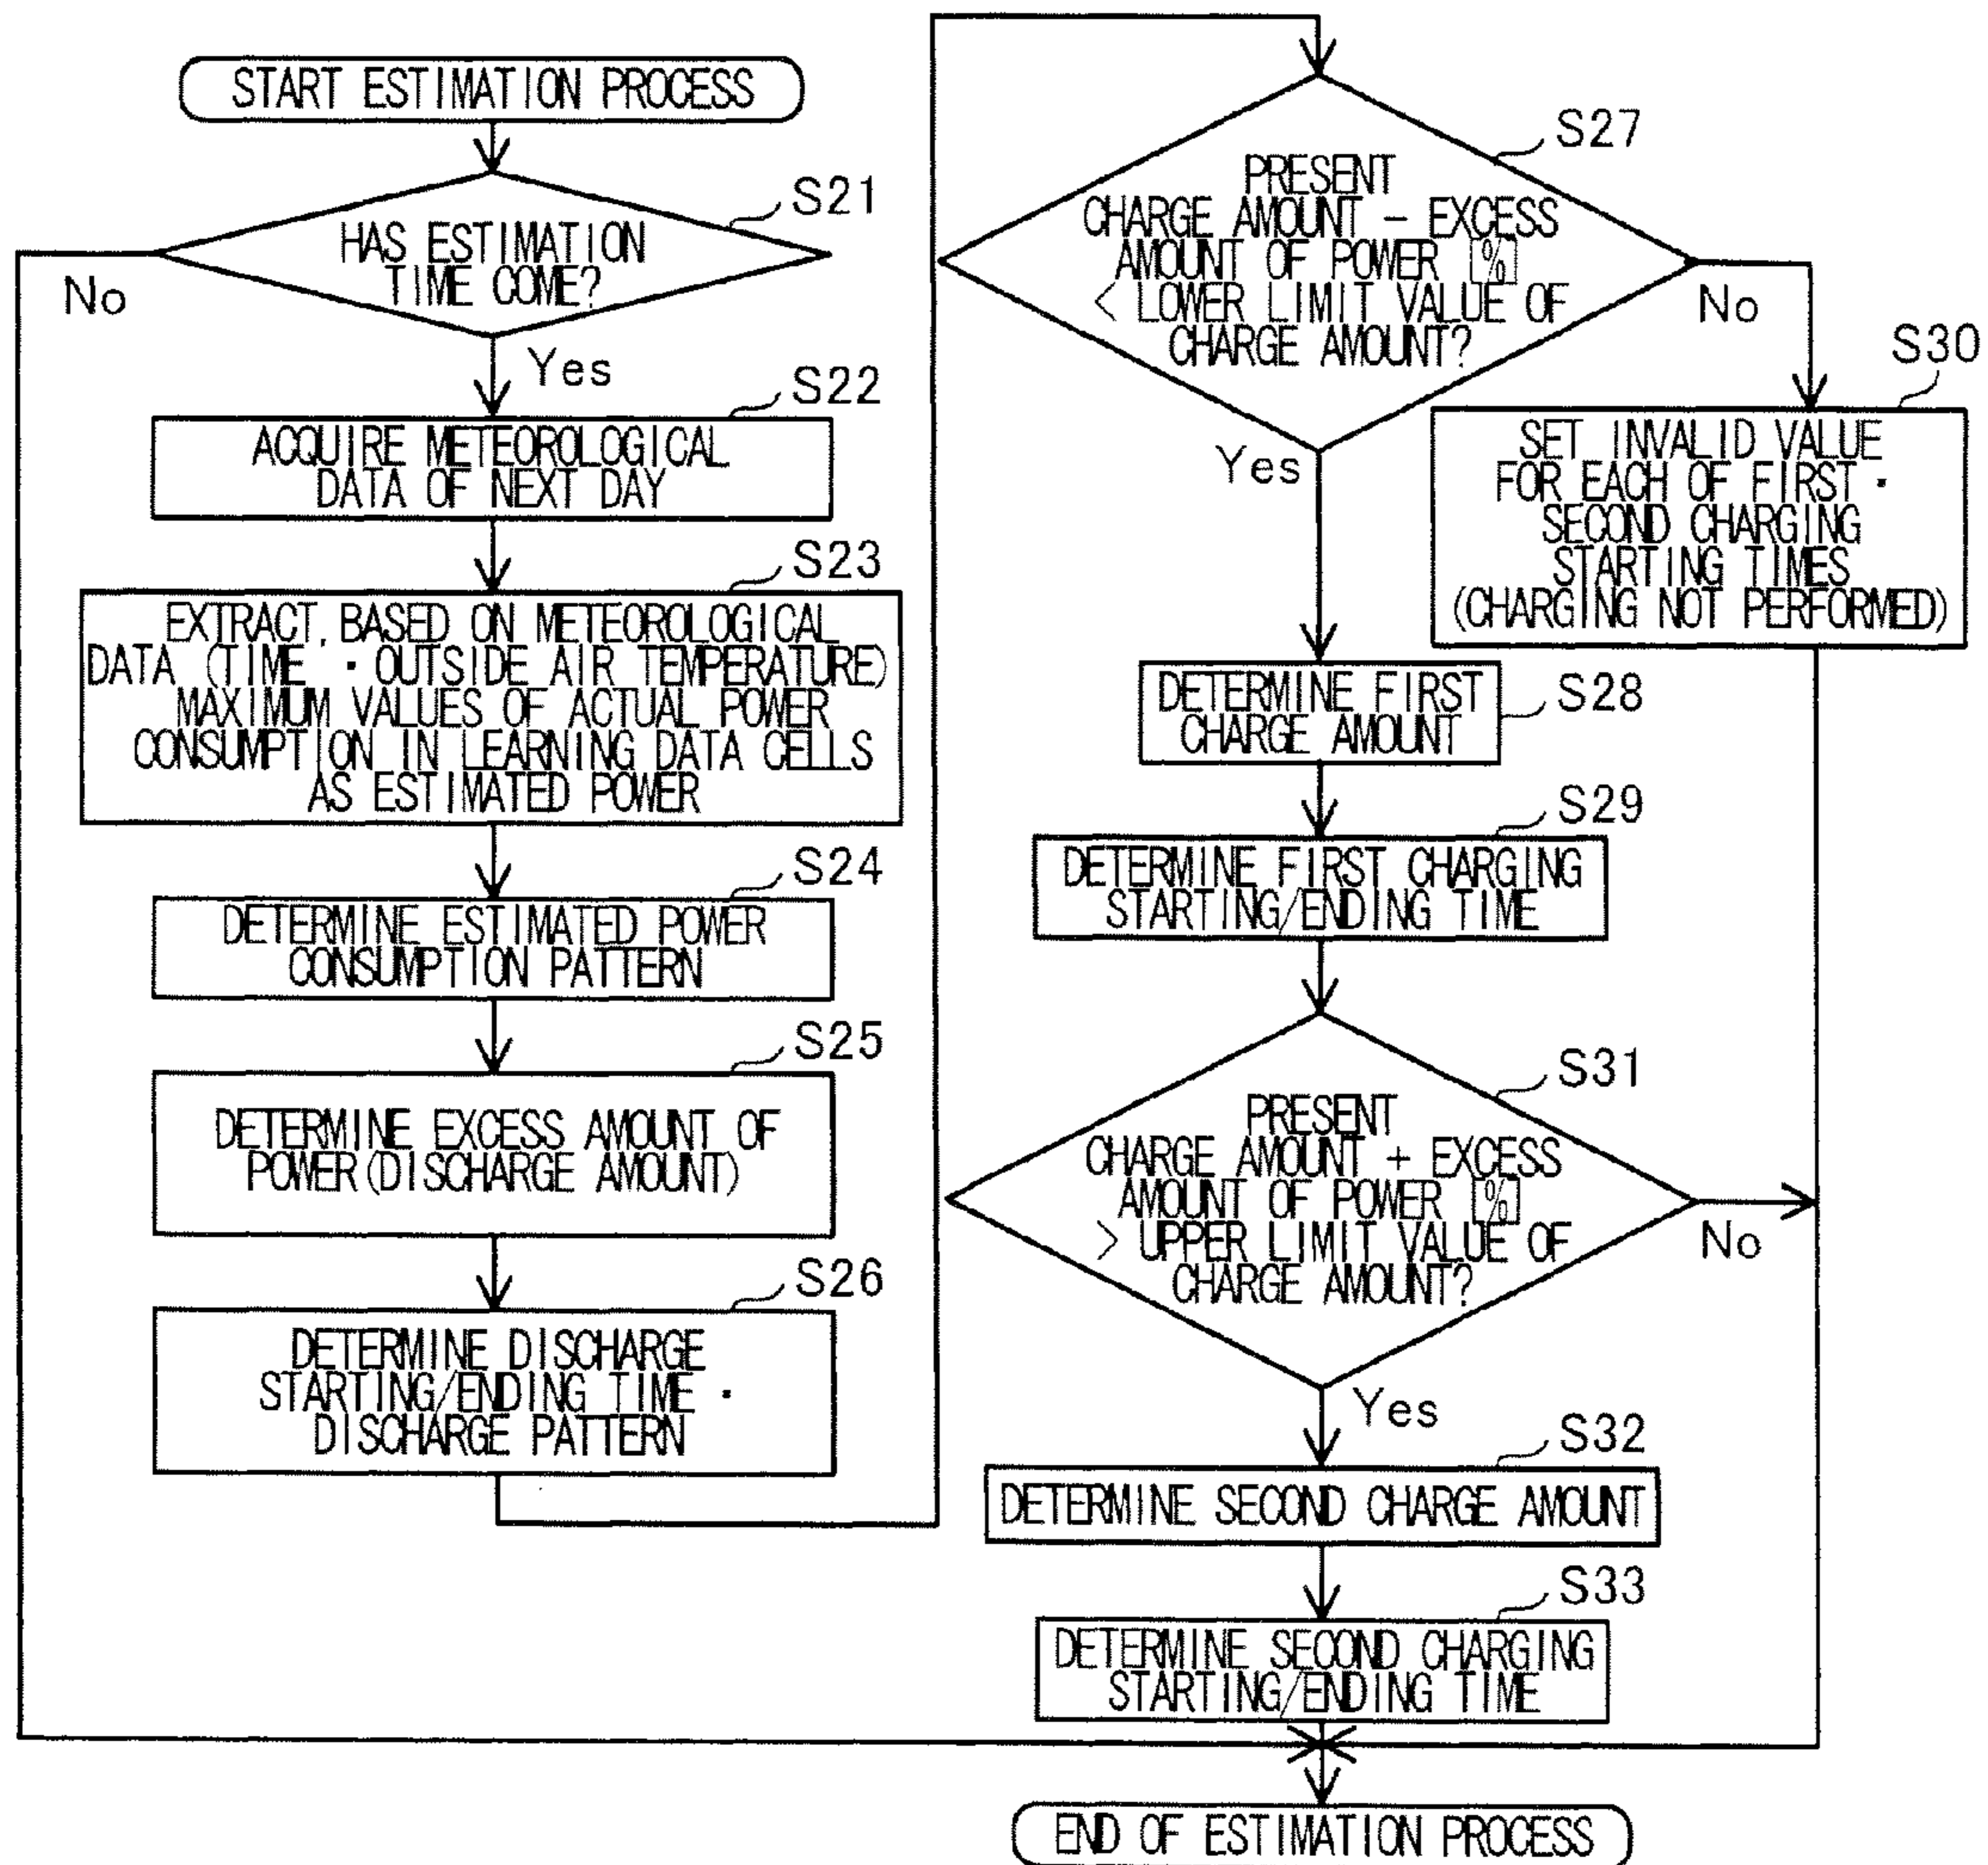 START ESTIMATION PROCESS
S21
HAS ESTIMATION
TIME COME?
No
Yes
S22
ACQUIRE METEOROLOGICAL
DATA OF NEXT DAY
S23
EXTRACT, BASED ON METEOROLOGICAL
DATA (TIME ・ OUTSIDE AIR TEMPERATURE)
MAXIMUM VALUES OF ACTUAL POWER
CONSUMPTION IN LEARNING DATA CELLS
AS ESTIMATED POWER
S24
DETERMINE ESTIMATED POWER
CONSUMPTION PATTERN
S25
DETERMINE EXCESS AMOUNT OF
POWER(DISCHARGE AMOUNT)
S26
DETERMINE DISCHARGE
STARTING/ENDING TIME ・
DISCHARGE PATTERN
S27
PRESENT
CHARGE AMOUNT − EXCESS
AMOUNT OF POWER [%]
< LOWER LIMIT VALUE OF
CHARGE AMOUNT?
No
Yes
S30
SET INVALID VALUE
FOR EACH OF FIRST ・
SECOND CHARGING
STARTING TIMES
(CHARGING NOT PERFORMED)
S28
DETERMINE FIRST
CHARGE AMOUNT
S29
DETERMINE FIRST CHARGING
STARTING/ENDING TIME
S31
PRESENT
CHARGE AMOUNT + EXCESS
AMOUNT OF POWER [%]
> UPPER LIMIT VALUE OF
CHARGE AMOUNT?
No
Yes
S32
DETERMINE SECOND CHARGE AMOUNT
S33
DETERMINE SECOND CHARGING
STARTING/ENDING TIME
END OF ESTIMATION PROCESS